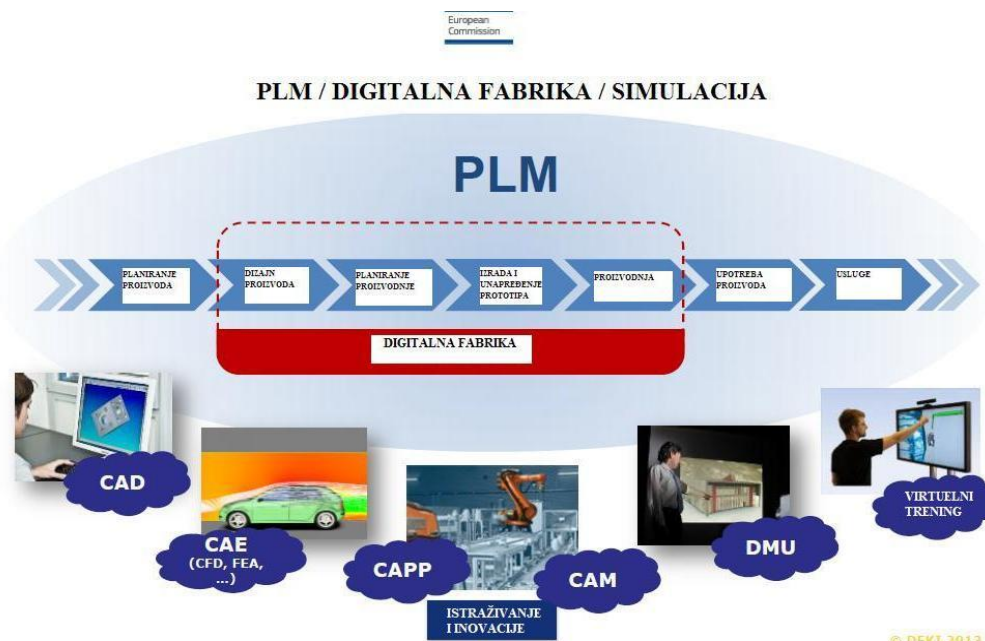 European
Commission
PLM / DIGITALNA FABRIKA / SIMULACIJA
PLM
PLANIRANJE
PROIZVODA
DIZAJN
PROIZVODA
PLANIRANJE
PROIZVODNJE
IZRADA I
UNAPREĐENJE
PROTOTIPA
PROIZVODNJA
UPOTREBA
PROIZVODA
USLUGE
DIGITALNA FABRIKA
CAD
CAE
(CFD, FEA,
...)
CAPP
CAM
DMU
VIRTUELNI
TRENING
ISTRAŽIVANJE
I INOVACIJE